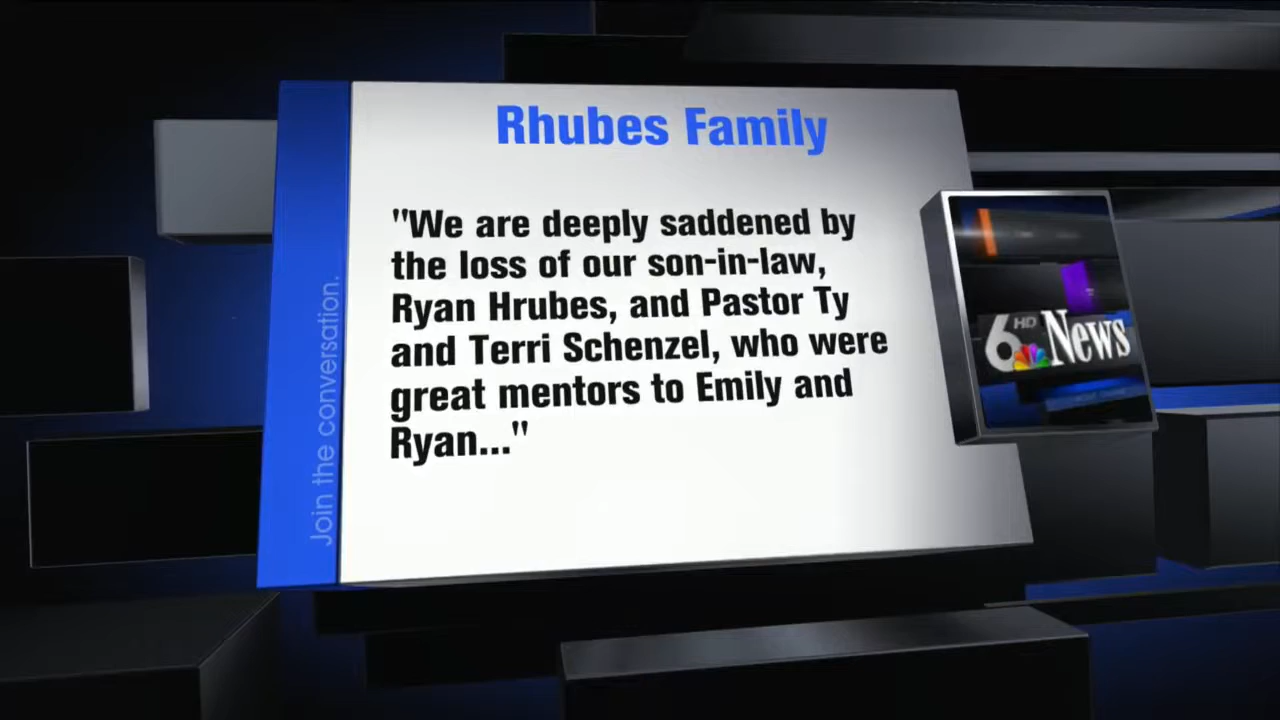 Rhubes Family
"We are deeply saddened by
the loss of our son-in-law,
Ryan Hrubes, and Pastor Ty
and Terri Schenzel, who were
great mentors to Emily and
Ryan..."
Join the conversation.
6 HD News